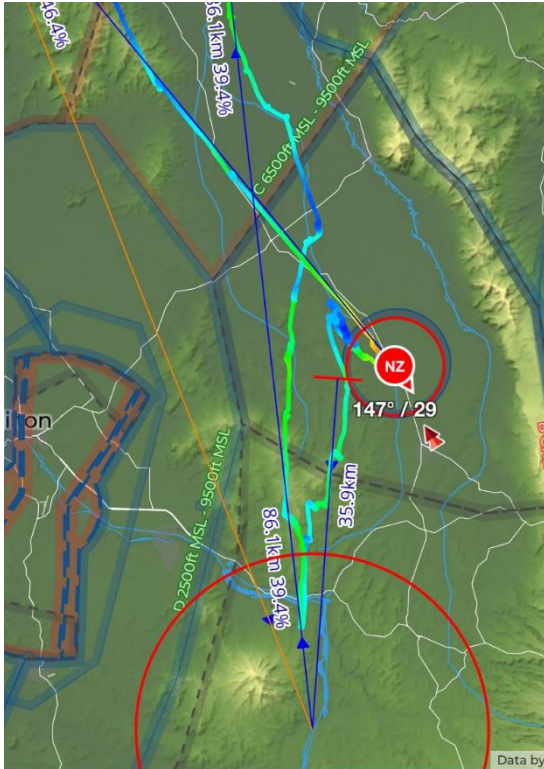 46.4%
86.1km 39.4%
C 6500ft MSL - 9500ft MSL
NZ
147° / 29
D 2500ft MSL - 9500ft MSL
35.9km
86.1km 39.4%
Data by